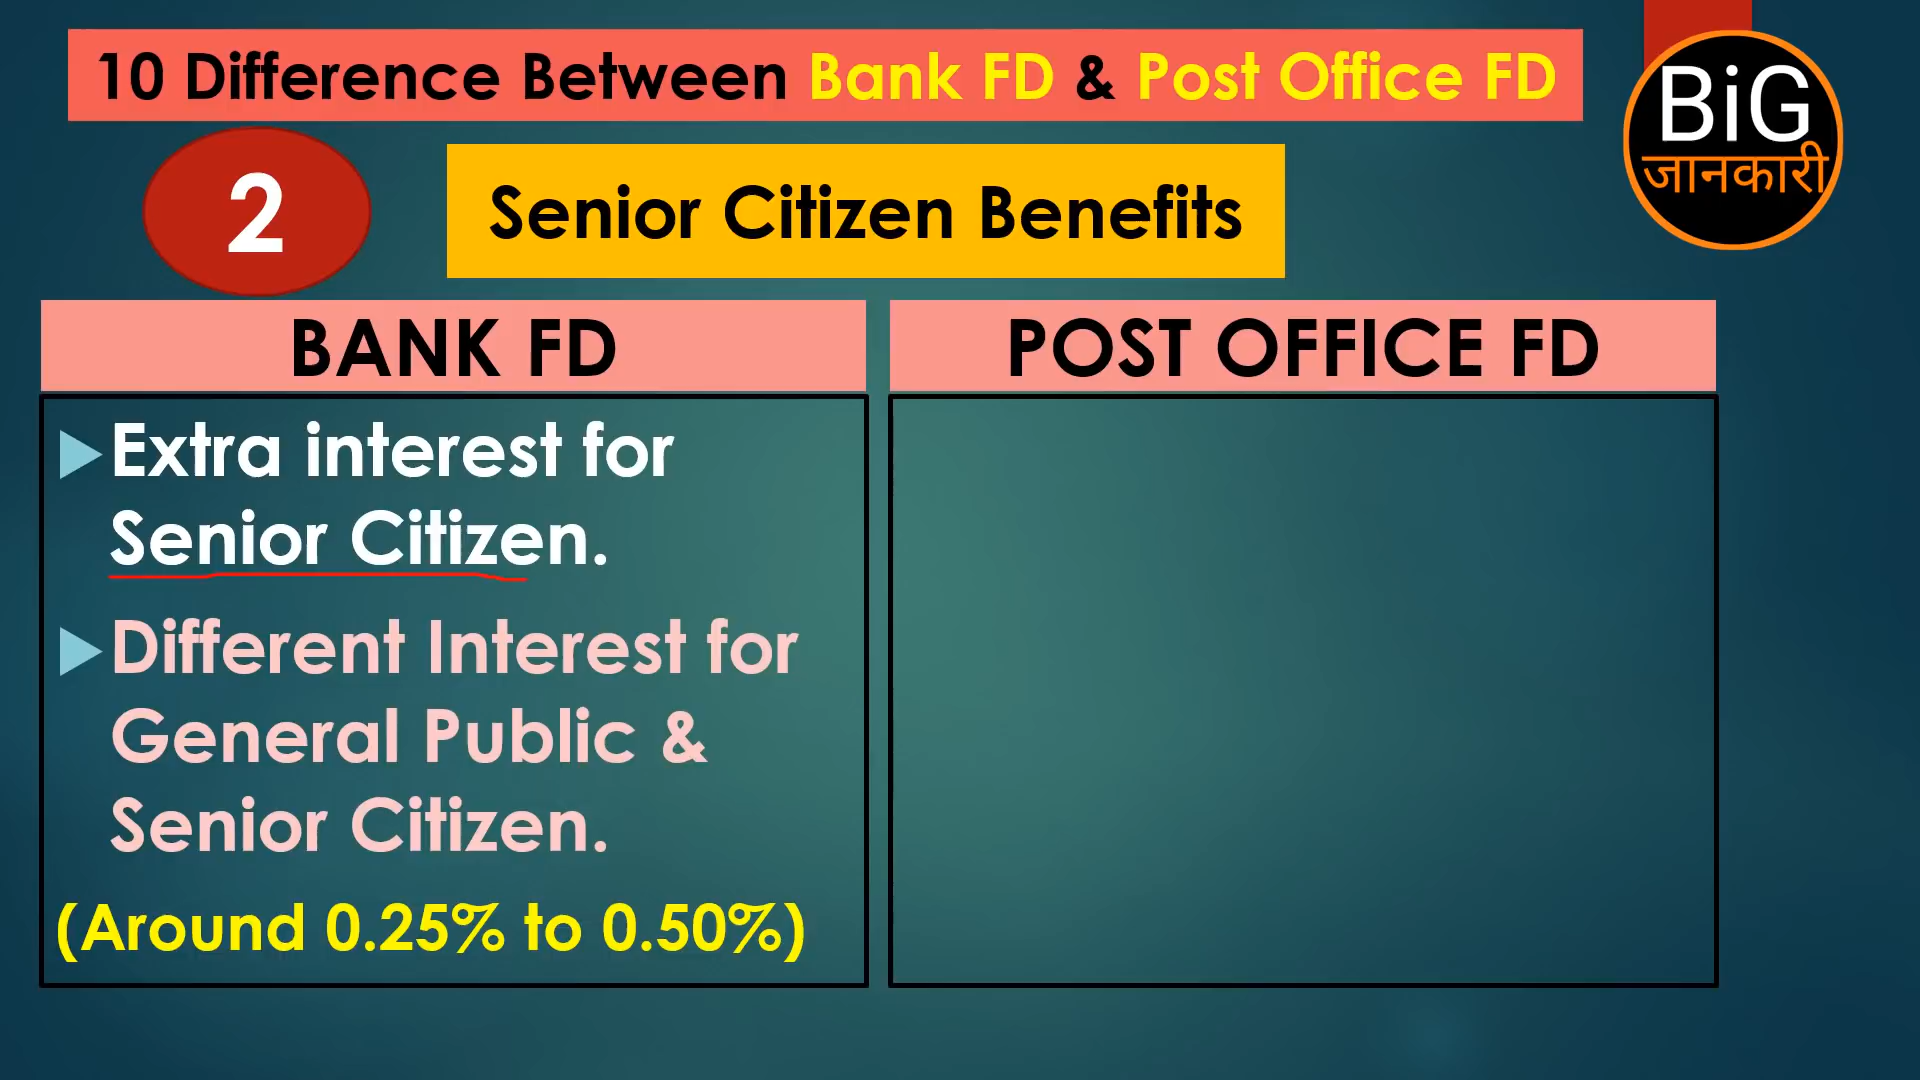 10 Difference Between Bank FD & Post Office FD
BiG
जानकारी
2
Senior Citizen Benefits
BANK FD
Extra interest for
Senior Citizen.
Different Interest for
General Public &
Senior Citizen.
(Around 0.25% to 0.50%)
POST OFFICE FD